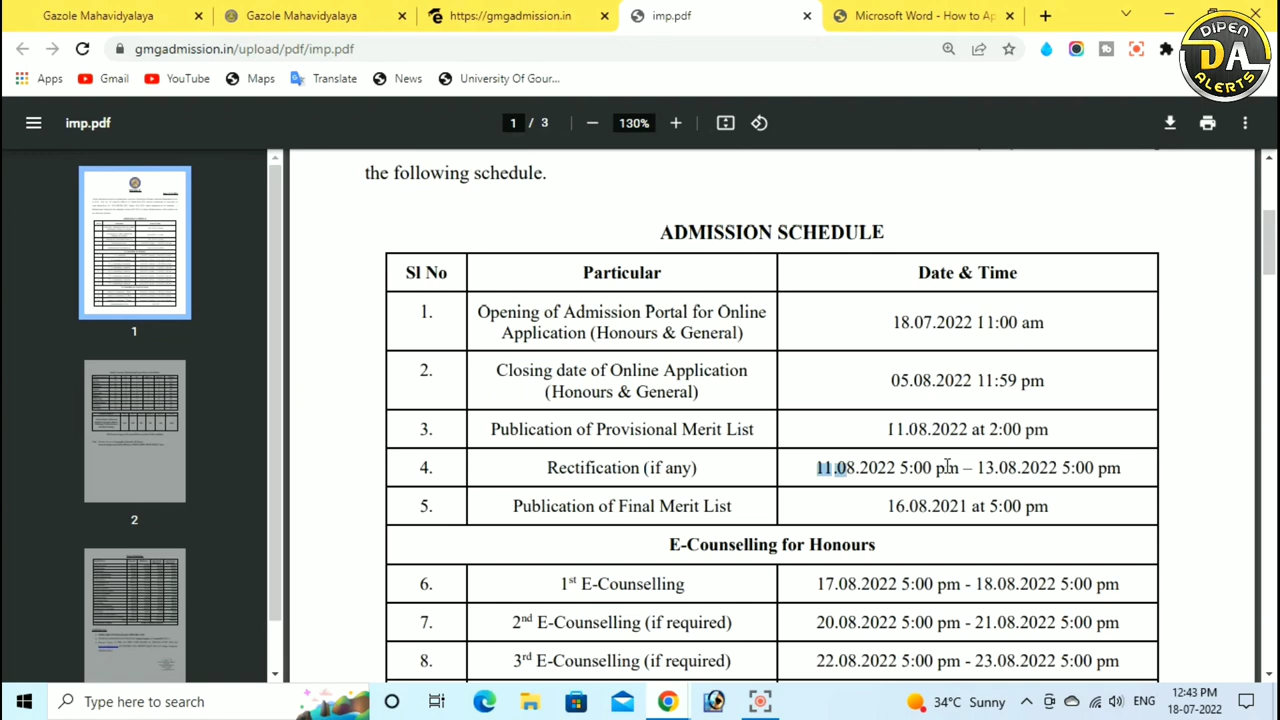 Gazole Mahavidyalaya
Gazole Mahavidyalaya
https://gmgadmission.in
imp.pdf
Microsoft Word - How to Ap
gmgadmission.in/upload/pdf/imp.pdf
DIPEN
DA
ALERTS
Apps Gmail YouTube Maps Translate News University Of Gour...
imp.pdf 1 / 3 130%
the following schedule.
ADMISSION SCHEDULE
Sl No Particular Date & Time
1. Opening of Admission Portal for Online Application (Honours & General) 18.07.2022 11:00 am
2. Closing date of Online Application (Honours & General) 05.08.2022 11:59 pm
3. Publication of Provisional Merit List 11.08.2022 at 2:00 pm
4. Rectification (if any) 11.08.2022 5:00 pm – 13.08.2022 5:00 pm
5. Publication of Final Merit List 16.08.2021 at 5:00 pm
E-Counselling for Honours
6. 1st E-Counselling 17.08.2022 5:00 pm - 18.08.2022 5:00 pm
7. 2nd E-Counselling (if required) 20.08.2022 5:00 pm - 21.08.2022 5:00 pm
8. 3rd E-Counselling (if required) 22.08.2022 5:00 pm - 23.08.2022 5:00 pm
1
2
Type here to search
34°C Sunny
ENG
12:43 PM
18-07-2022